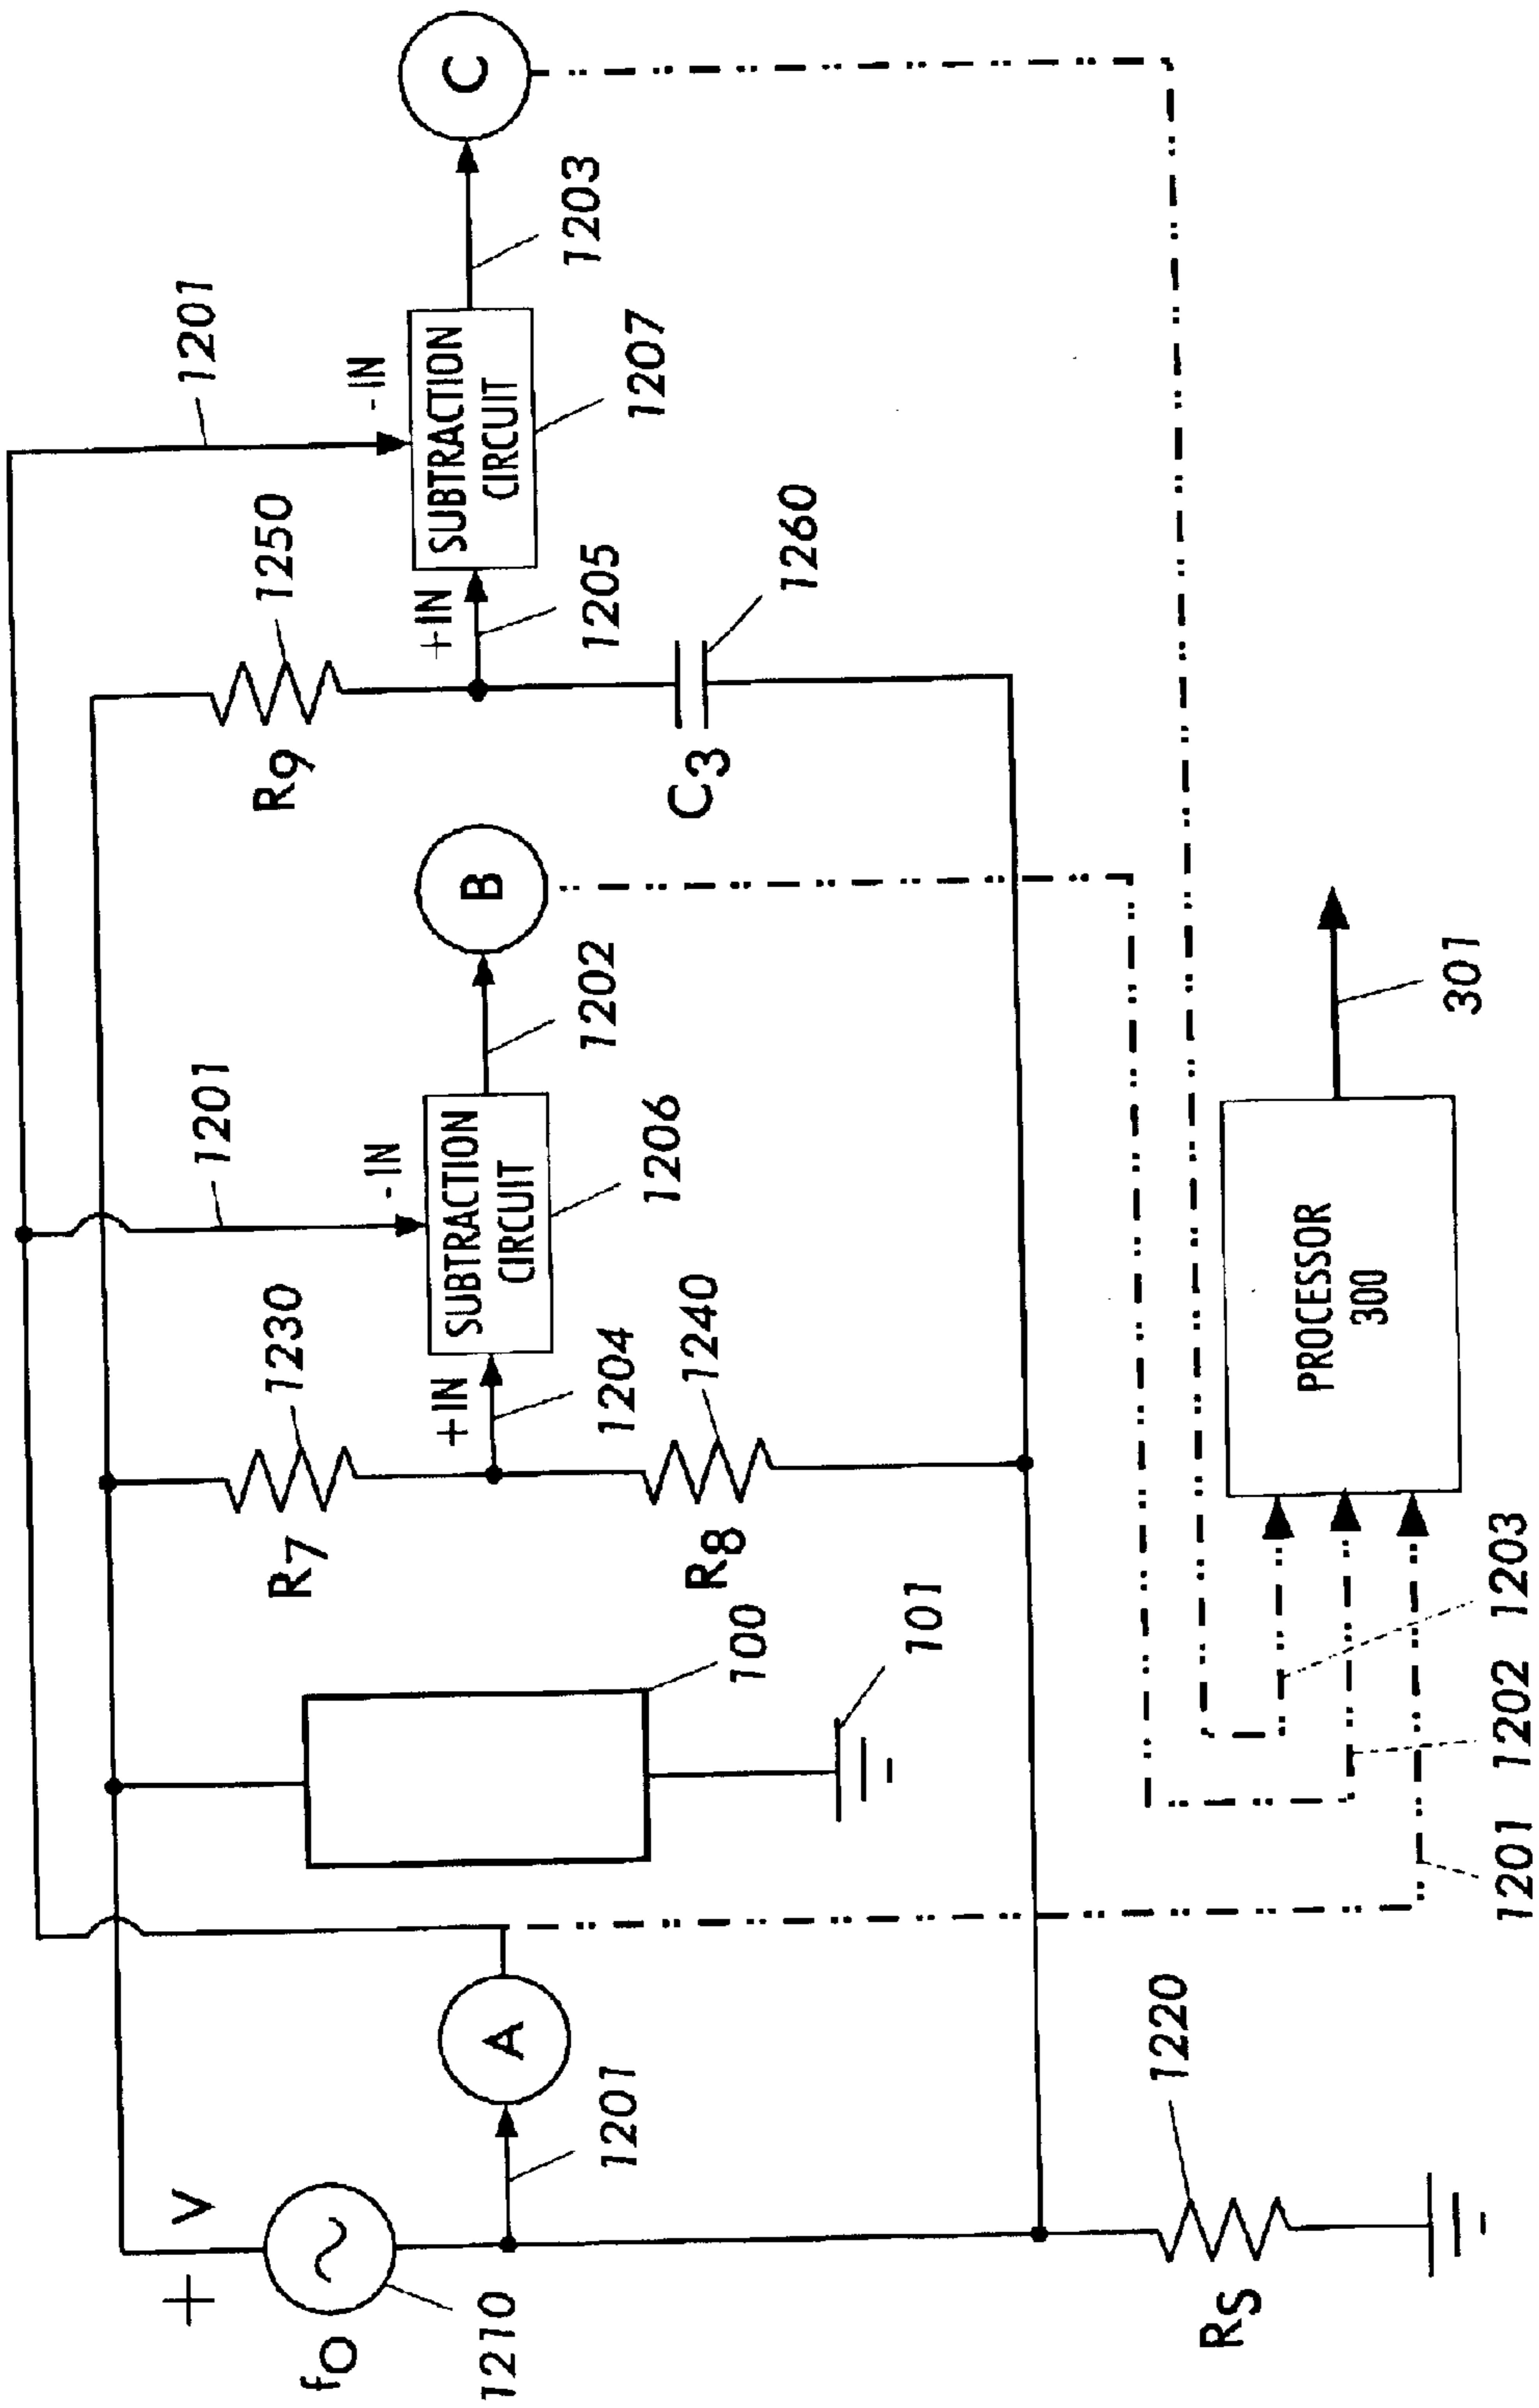 fO
+ V
1210
1201
A
RS
1220
100
101
R7
1230
R8
1240
+IN
1204
1201
-IN
SUBTRACTION
CIRCUIT
1206
1202
B
R9
1250
C3
1260
+IN
1205
1201
-IN
SUBTRACTION
CIRCUIT
1207
1203
C
1201 1202 1203
PROCESSOR
300
301